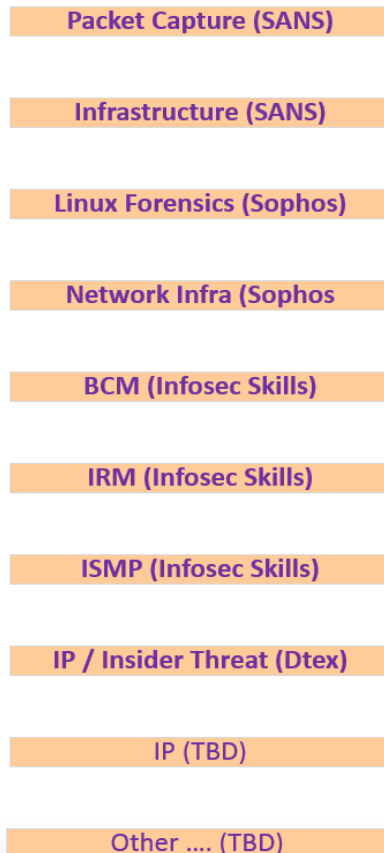 Packet Capture (SANS)
Infrastructure (SANS)
Linux Forensics (Sophos)
Network Infra (Sophos
BCM (Infosec Skills)
IRM (Infosec Skills)
ISMP (Infosec Skills)
IP / Insider Threat (Dtex)
IP (TBD)
Other .... (TBD)